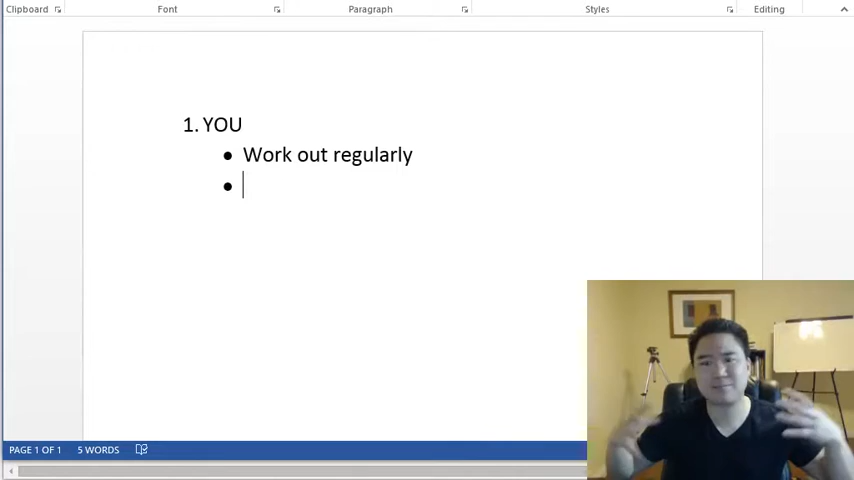 Clipboard Font Paragraph Styles Editing
1. YOU
● Work out regularly
●
PAGE 1 OF 1 5 WORDS